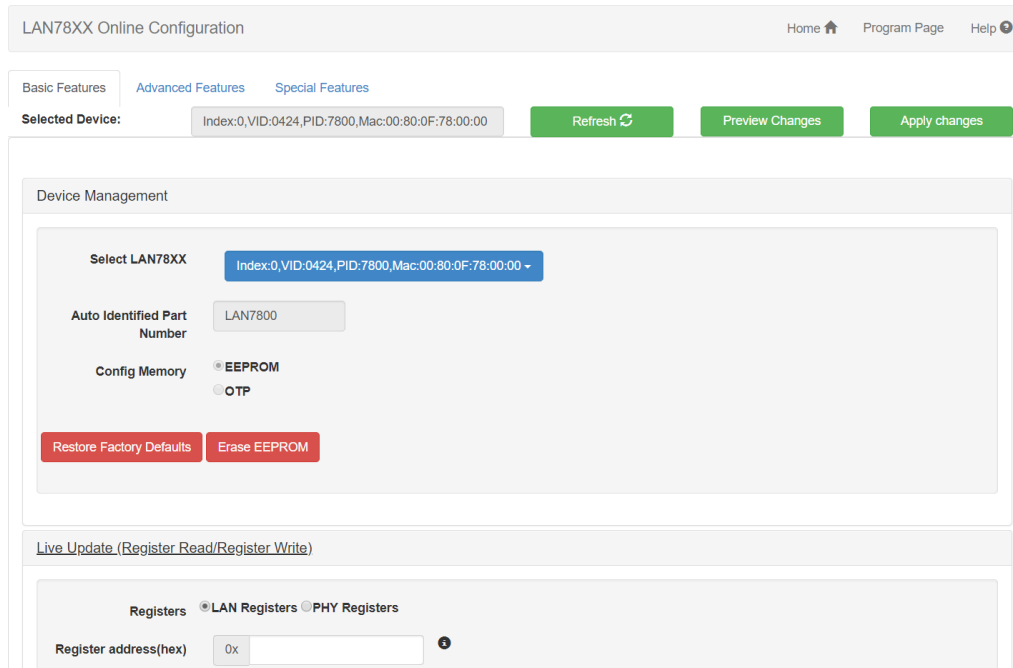 LAN78XX Online Configuration
Home
Program Page
Help
Basic Features
Advanced Features
Special Features
Selected Device:
Index:0,VID:0424,PID:7800,Mac:00:80:0F:78:00:00
Refresh
Preview Changes
Apply changes
Device Management
Select LAN78XX
Index:0,VID:0424,PID:7800,Mac:00:80:0F:78:00:00
Auto Identified Part
Number
LAN7800
Config Memory
EEPROM
OTP
Restore Factory Defaults
Erase EEPROM
Live Update (Register Read/Register Write)
Registers
LAN Registers
PHY Registers
Register address(hex)
0x